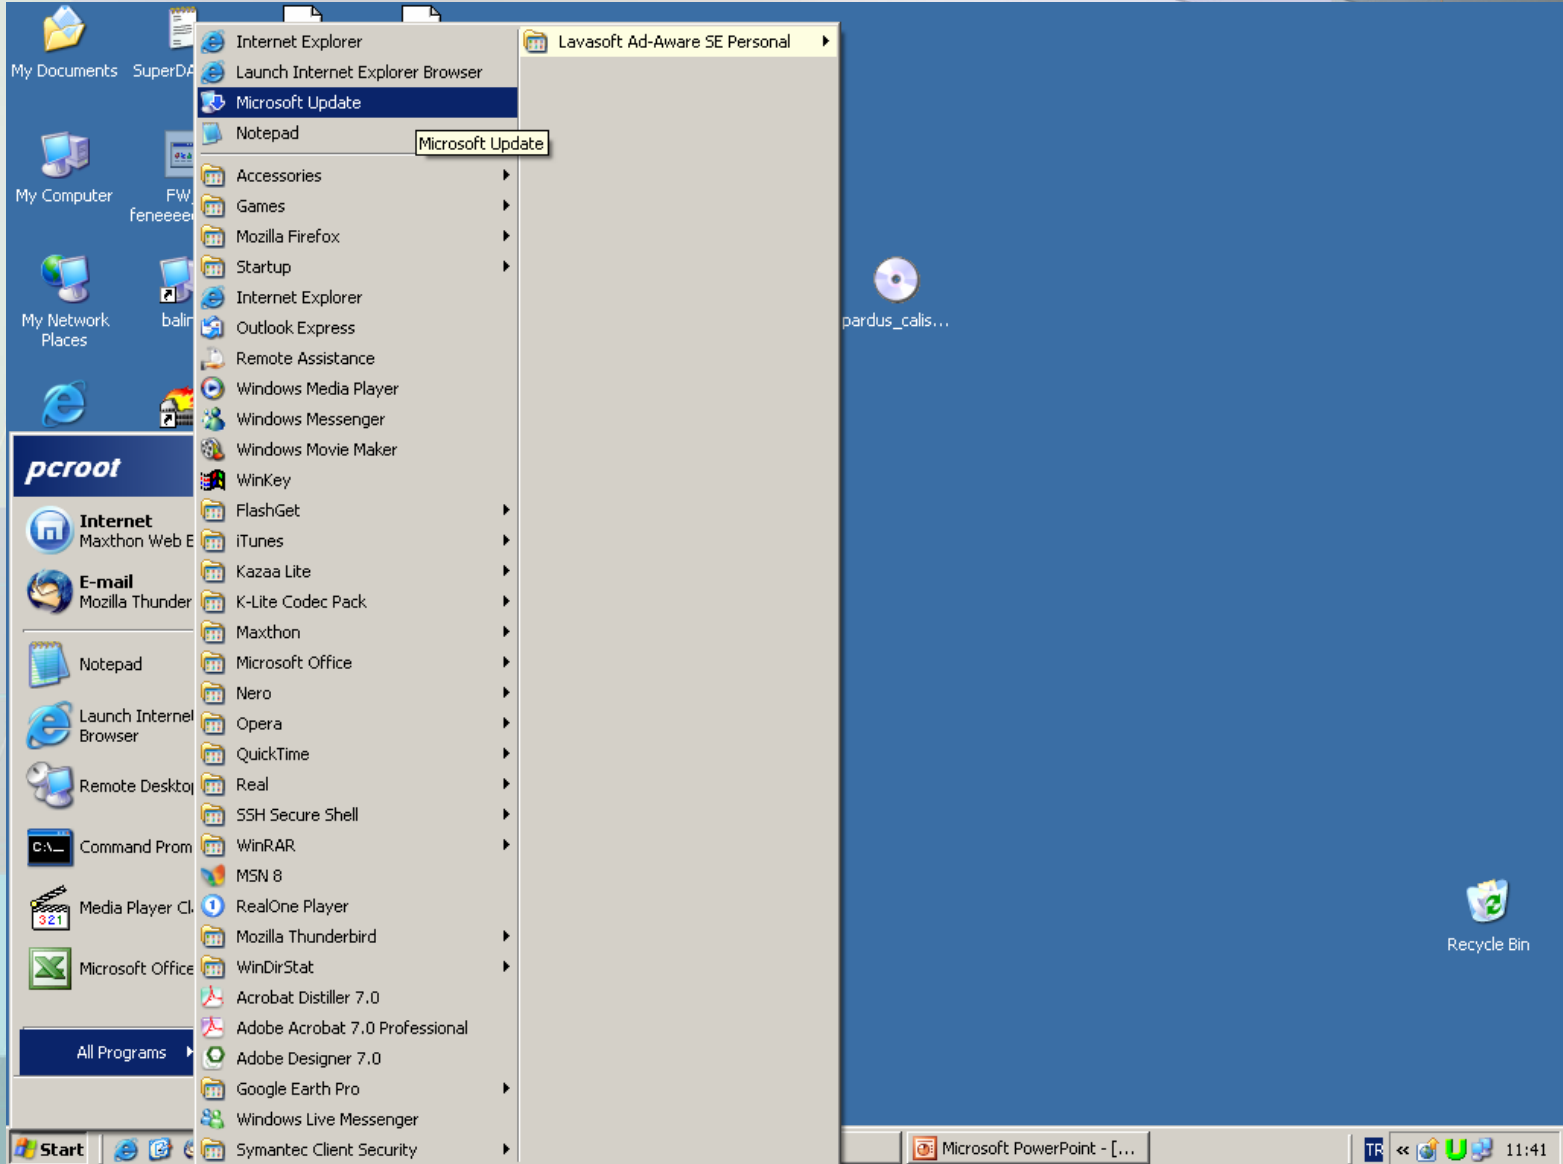 My Documents
SuperDA
My Computer
FW_
feneeee
My Network
Places
balin
pardus_calis...
Recycle Bin
Internet Explorer
Launch Internet Explorer Browser
Microsoft Update
Notepad
Microsoft Update
Accessories
Games
Mozilla Firefox
Startup
Internet Explorer
Outlook Express
Remote Assistance
Windows Media Player
Windows Messenger
Windows Movie Maker
WinKey
FlashGet
iTunes
Kazaa Lite
K-Lite Codec Pack
Maxthon
Microsoft Office
Nero
Opera
QuickTime
Real
SSH Secure Shell
WinRAR
MSN 8
RealOne Player
Mozilla Thunderbird
WinDirStat
Acrobat Distiller 7.0
Adobe Acrobat 7.0 Professional
Adobe Designer 7.0
Google Earth Pro
Windows Live Messenger
Symantec Client Security
Lavasoft Ad-Aware SE Personal
pcroot
Internet
Maxthon Web
E-mail
Mozilla Thunder
Notepad
Launch Internet
Browser
Remote Deskto
C:\_
Command Prom
321
Media Player Cl
Microsoft Office
All Programs
Start
Microsoft PowerPoint - [...
TR
«
11:41